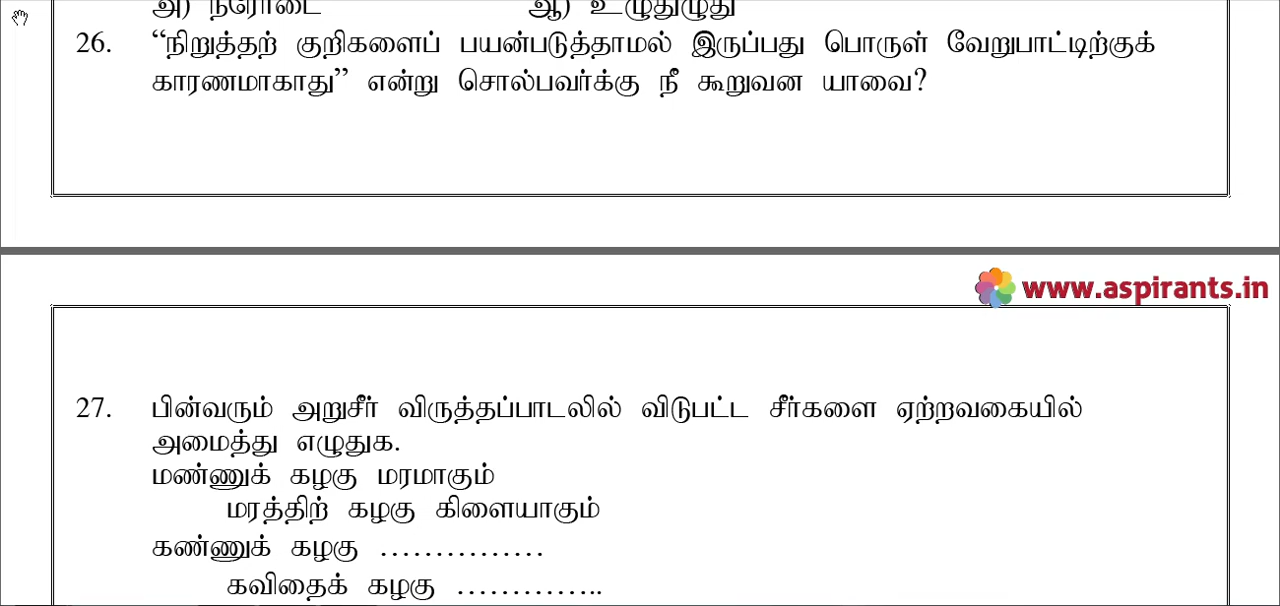 அ) நீரோடை ஆ) உழுதுழுது
26. “நிறுத்தற் குறிகளைப் பயன்படுத்தாமல் இருப்பது பொருள் வேறுபாட்டிற்குக்
காரணமாகாது” என்று சொல்பவர்க்கு நீ கூறுவன யாவை?
www.aspirants.in
27. பின்வரும் அறுசீர் விருத்தப்பாடலில் விடுபட்ட சீர்களை ஏற்றவகையில்
அமைத்து எழுதுக.
மண்ணுக் கழகு மரமாகும்
மரத்திற் கழகு கிளையாகும்
கண்ணுக் கழகு ……………
கவிதைக் கழகு …………..